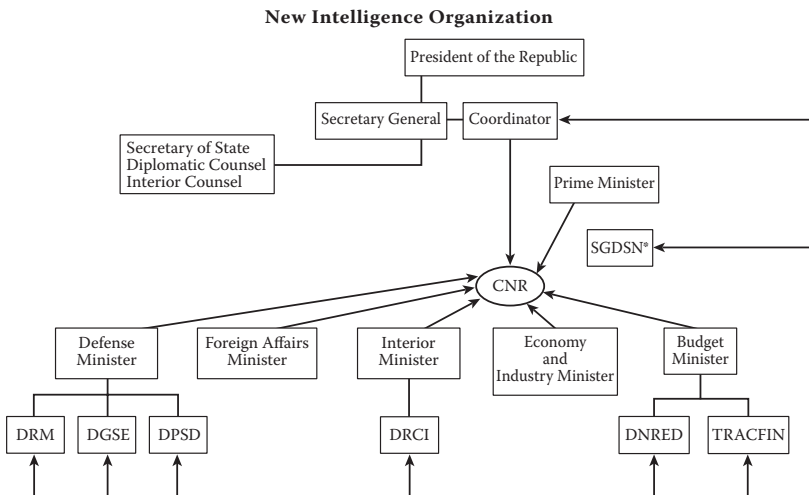 New Intelligence Organization
President of the Republic
Secretary General
Coordinator
Secretary of State
Diplomatic Counsel
Interior Counsel
Prime Minister
SGDSN*
CNR
Defense
Minister
Foreign Affairs
Minister
Interior
Minister
Economy
and
Industry Minister
Budget
Minister
DRM
DGSE
DPSD
DRCI
DNRED
TRACFIN